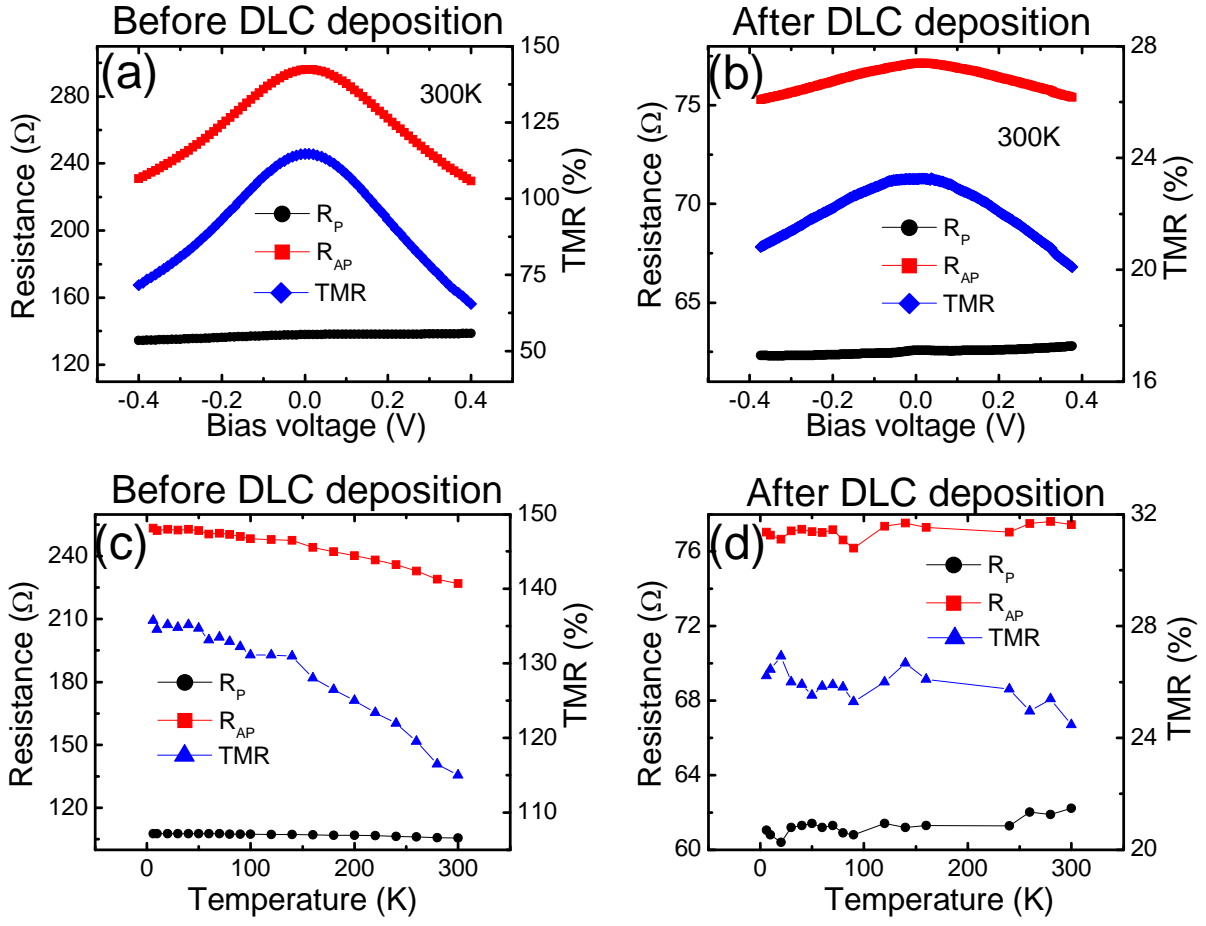 Before DLC deposition
(a)
300K
Resistance (Ω)
280
240
200
160
120
150
125
100
75
50
TMR (%)
R_P
R_AP
TMR
-0.4
-0.2
0.0
0.2
0.4
Bias voltage (V)
After DLC deposition
(b)
300K
Resistance (Ω)
75
70
65
28
24
20
16
TMR (%)
R_P
R_AP
TMR
-0.4
-0.2
0.0
0.2
0.4
Bias voltage (V)
Before DLC deposition
(c)
Resistance (Ω)
240
210
180
150
120
150
140
130
120
110
TMR (%)
R_P
R_AP
TMR
0
100
200
300
Temperature (K)
After DLC deposition
(d)
Resistance (Ω)
76
72
68
64
60
32
28
24
20
TMR (%)
R_P
R_AP
TMR
0
50
100
150
200
250
300
Temperature (K)